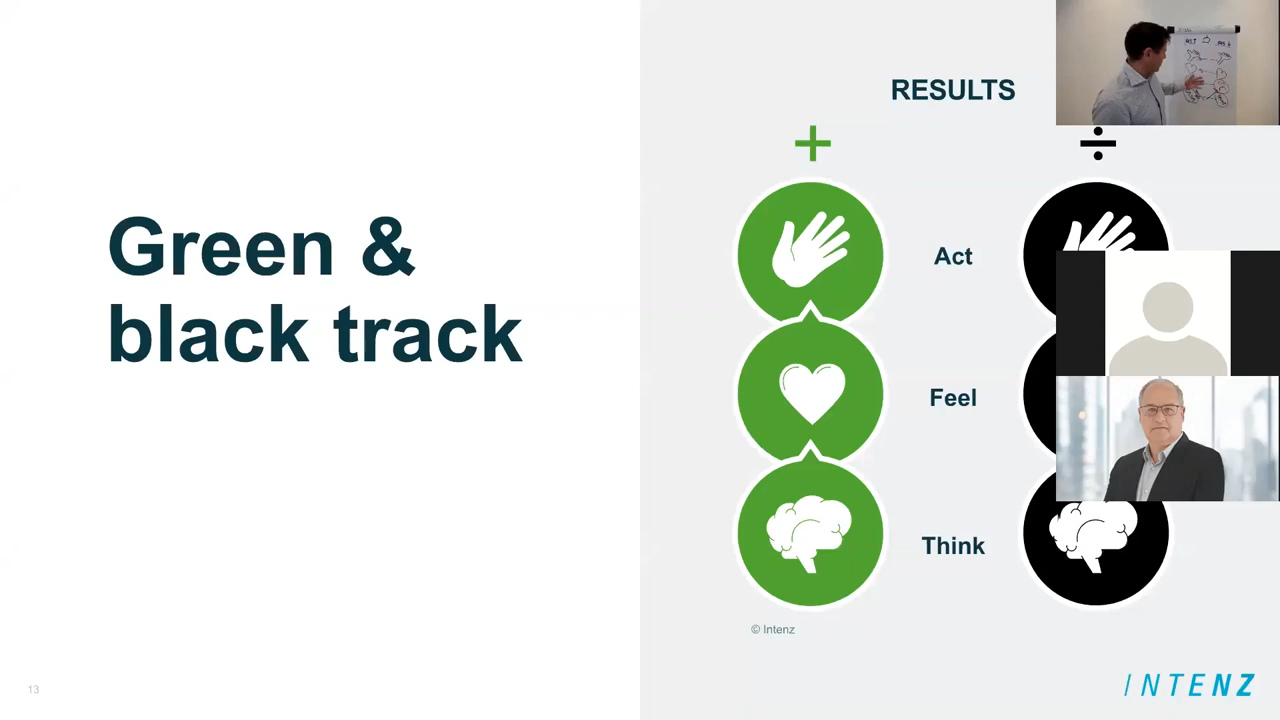 Green &
black track
RESULTS
+
÷
Act
Feel
Think
© Intenz
13
INTENZ